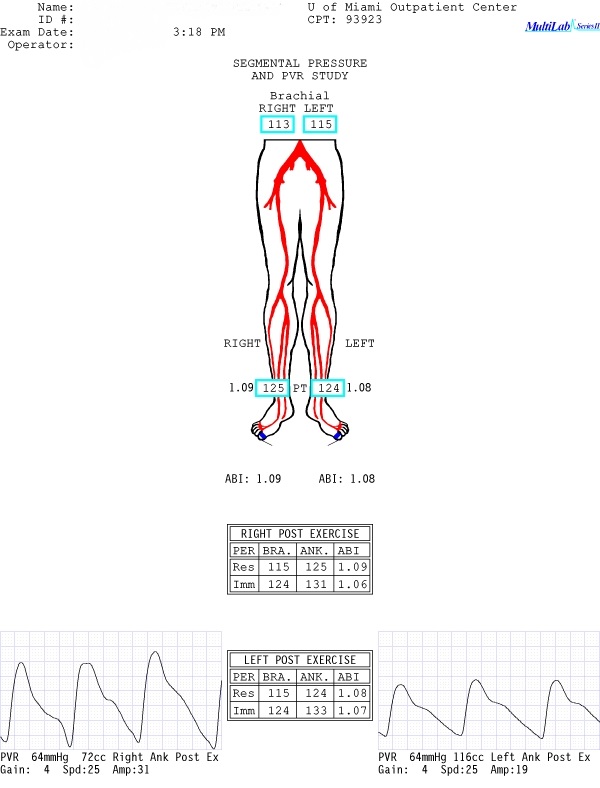 Name: U of Miami Outpatient Center
ID #: CPT: 93923
Exam Date: 3:18 PM
Operator:
MultiLab Series II
SEGMENTAL PRESSURE
AND PVR STUDY
Brachial
RIGHT LEFT
113 115
RIGHT LEFT
1.09 125 PT 124 1.08
ABI: 1.09 ABI: 1.08
RIGHT POST EXERCISE
PER BRA. ANK. ABI
Res 115 125 1.09
Imm 124 131 1.06
LEFT POST EXERCISE
PER BRA. ANK. ABI
Res 115 124 1.08
Imm 124 133 1.07
PVR 64mmHg 72cc Right Ank Post Ex
Gain: 4 Spd:25 Amp:31
PVR 64mmHg 116cc Left Ank Post Ex
Gain: 4 Spd:25 Amp:19